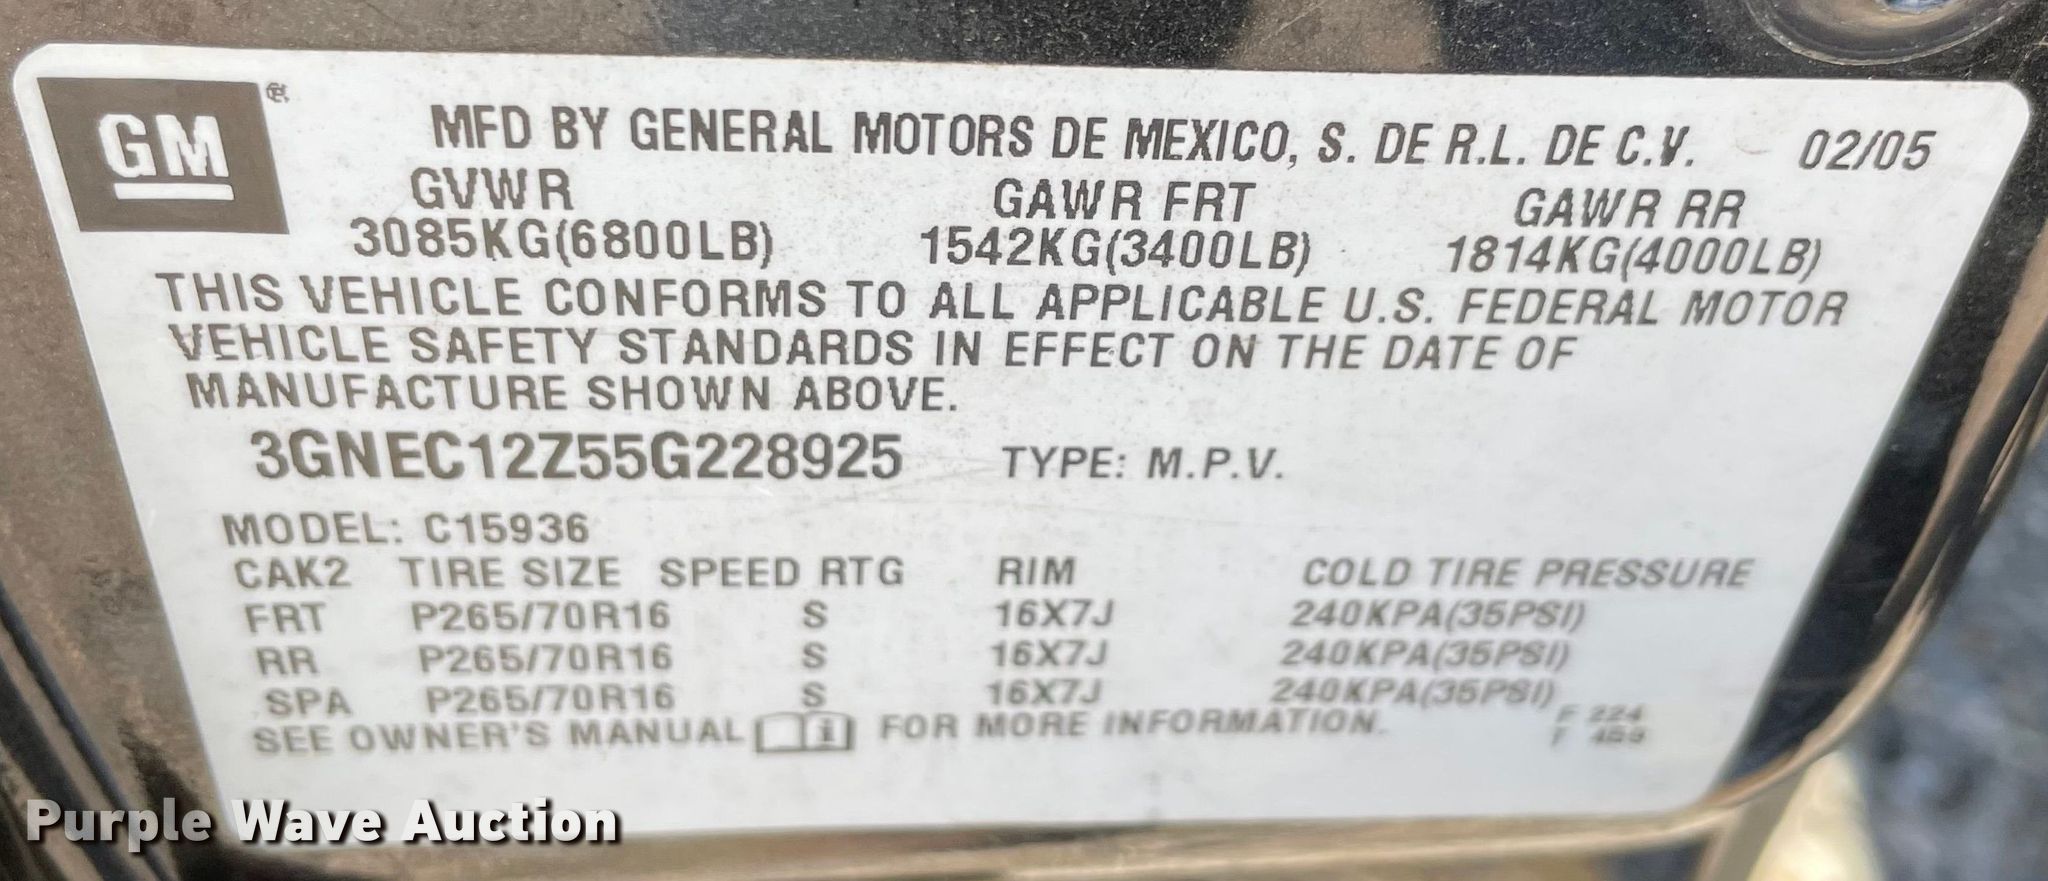 GM ®
MFD BY GENERAL MOTORS DE MEXICO, S. DE R.L. DE C.V. 02/05
GVWR GAWR FRT GAWR RR
3085KG(6800LB) 1542KG(3400LB) 1814KG(4000LB)
THIS VEHICLE CONFORMS TO ALL APPLICABLE U.S. FEDERAL MOTOR
VEHICLE SAFETY STANDARDS IN EFFECT ON THE DATE OF
MANUFACTURE SHOWN ABOVE.
3GNEC12Z55G228925 TYPE: M.P.V.
MODEL: C15936
CAK2 TIRE SIZE SPEED RTG RIM COLD TIRE PRESSURE
FRT P265/70R16 S 16X7J 240KPA(35PSI)
RR P265/70R16 S 16X7J 240KPA(35PSI)
SPA P265/70R16 S 16X7J 240KPA(35PSI)
SEE OWNER'S MANUAL i FOR MORE INFORMATION.
F 224
Purple Wave Auction